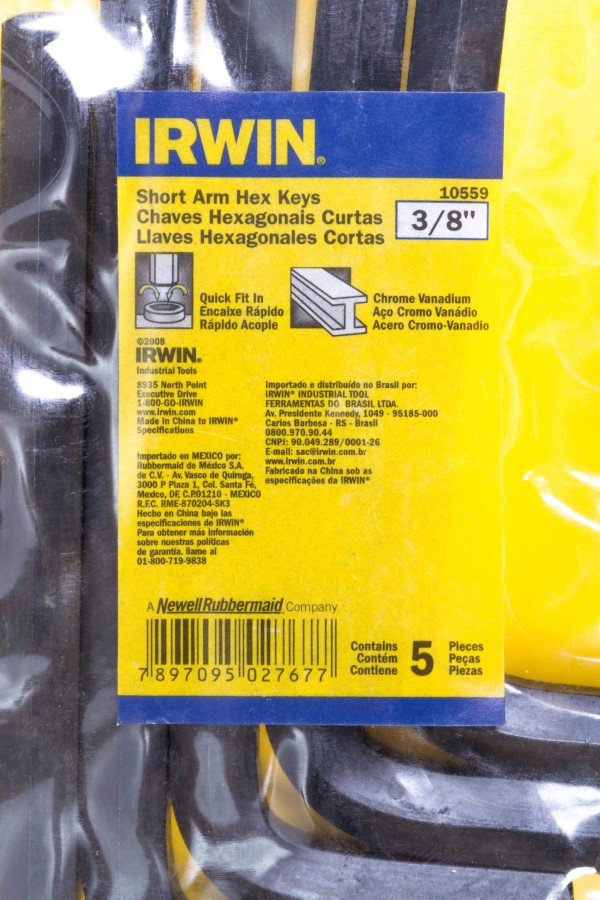 IRWIN®
Short Arm Hex Keys
Chaves Hexagonais Curtas
Llaves Hexagonales Cortas
10559
3/8"
Quick Fit In
Encaixe Rápido
Rápido Acople
Chrome Vanadium
Aço Cromo Vanádio
Acero Cromo-Vanadio
©2008
IRWIN®
Industrial Tools
8935 North Point
Executive Drive
1-800-GO-IRWIN
www.irwin.com
Made in China to IRWIN®
Specifications
Importado en MEXICO por:
Rubbermaid de México S.A.
de C.V. - Av. Vasco de Quiroga,
3000 P Plaza 1, Col. Santa Fé,
Mexico, DF, C.P.01210 - MEXICO
R.F.C. RME-870204-SK3
Hecho en China bajo las
especificaciones de IRWIN®
Para obtener más información
sobre nuestras políticas
de garantía, llame al
01-800-719-9838
Importado e distribuído no Brasil por:
IRWIN® INDUSTRIAL TOOL
FERRAMENTAS DO BRASIL LTDA.
Av. Presidente Kennedy, 1049 - 95185-000
Carlos Barbosa - RS - Brasil
0800.970.90.44
CNPJ: 90.049.289/0001-26
E-mail: sac@irwin.com.br
www.irwin.com.br
Fabricado na China sob as
especificações da IRWIN®
A NewellRubbermaid Company
7 897095 027677
Contains
Contém
Contiene
5
Pieces
Peças
Piezas